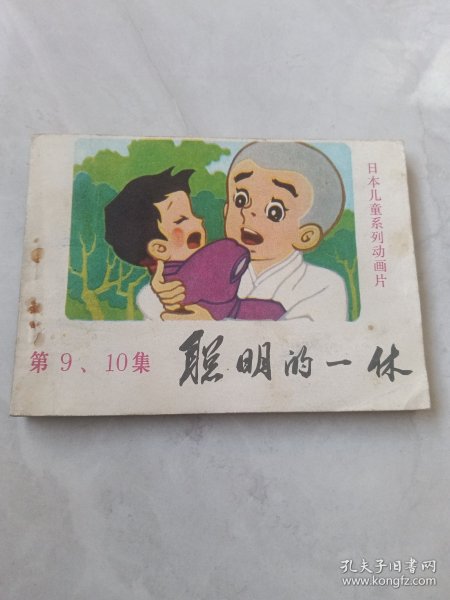 日本儿童系列动画片
第9、10集
聪明的一休
孔夫子旧书网
www.kongfz.com